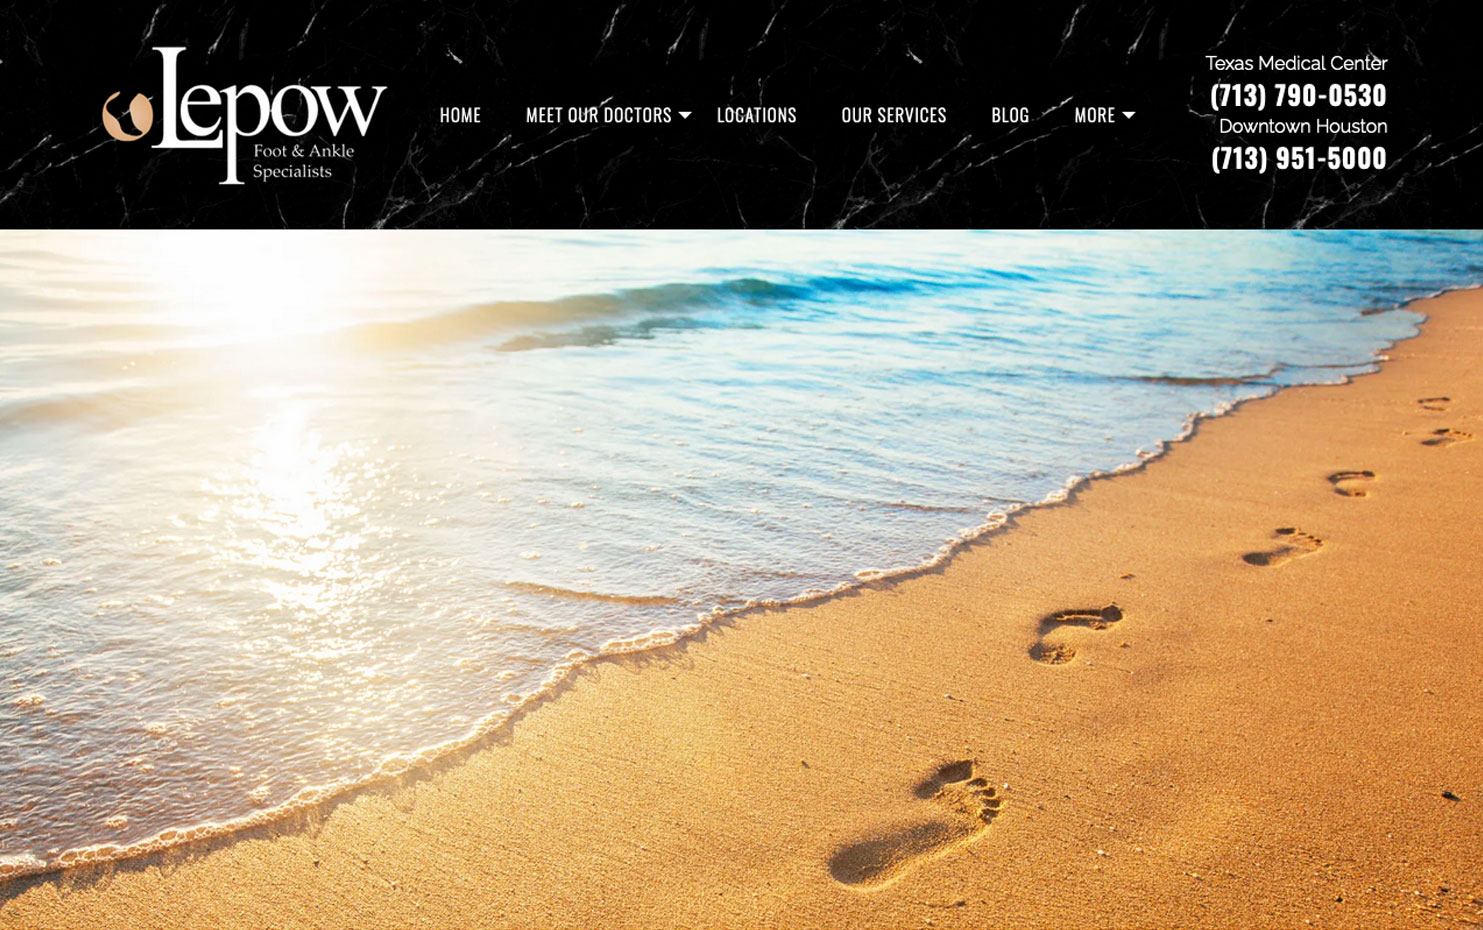 Lepow
Foot & Ankle
Specialists
HOME
MEET OUR DOCTORS
LOCATIONS
OUR SERVICES
BLOG
MORE
Texas Medical Center
(713) 790-0530
Downtown Houston
(713) 951-5000